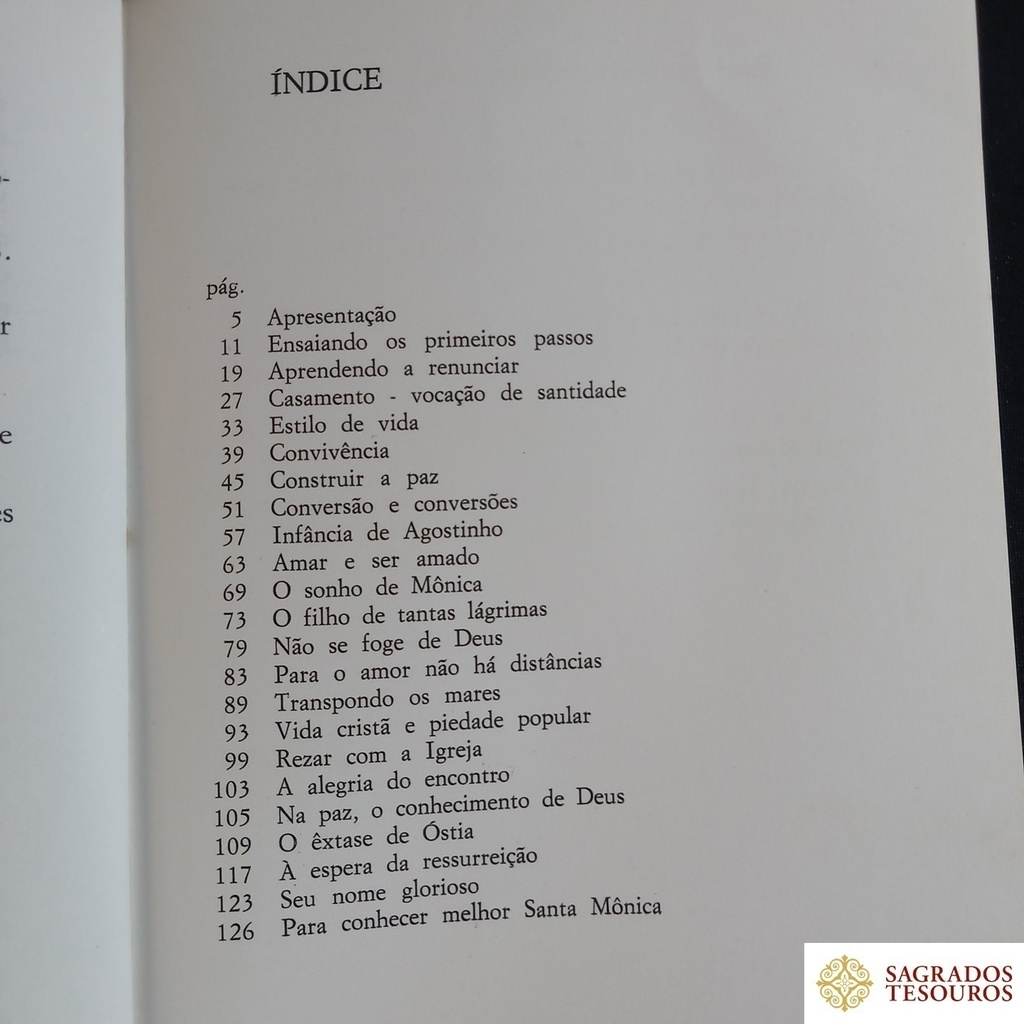 ÍNDICE
pág.
5 Apresentação
11 Ensaiando os primeiros passos
19 Aprendendo a renunciar
27 Casamento - vocação de santidade
33 Estilo de vida
39 Convivência
45 Construir a paz
51 Conversão e conversões
57 Infância de Agostinho
63 Amar e ser amado
69 O sonho de Mônica
73 O filho de tantas lágrimas
79 Não se foge de Deus
83 Para o amor não há distâncias
89 Transpondo os mares
93 Vida cristã e piedade popular
99 Rezar com a Igreja
103 A alegria do encontro
105 Na paz, o conhecimento de Deus
109 O êxtase de Óstia
117 À espera da ressurreição
123 Seu nome glorioso
126 Para conhecer melhor Santa Mônica
SAGRADOS
TESOUROS